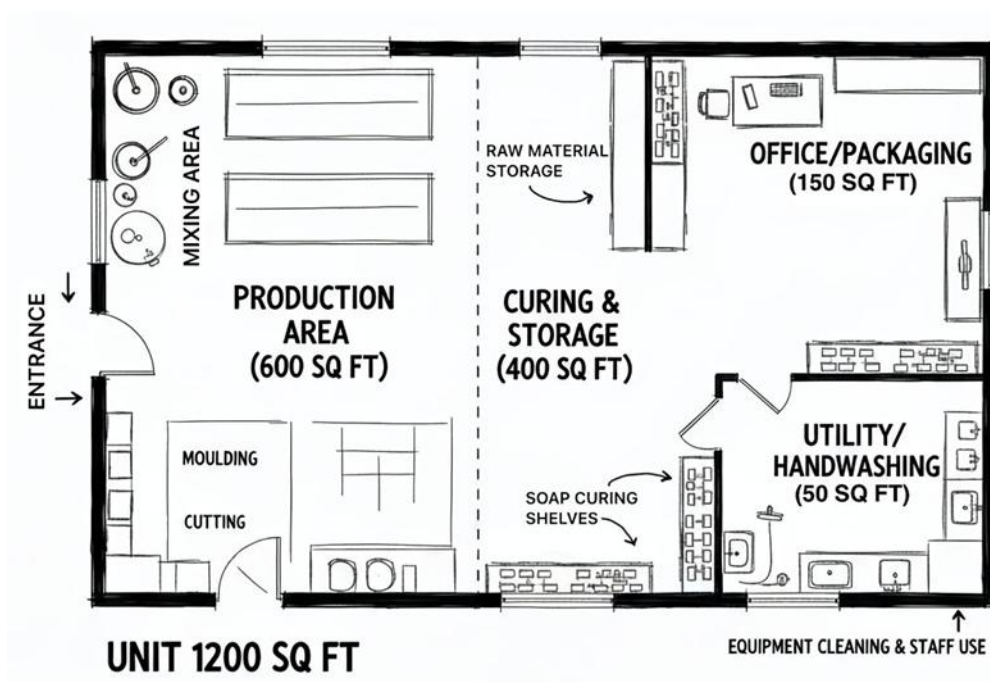 MIXING AREA
RAW MATERIAL
STORAGE
OFFICE/PACKAGING
(150 SQ FT)
ENTRANCE
PRODUCTION
AREA
(600 SQ FT)
CURING &
STORAGE
(400 SQ FT)
MOULDING
CUTTING
SOAP CURING
SHELVES
UTILITY/
HANDWASHING
(50 SQ FT)
UNIT 1200 SQ FT
EQUIPMENT CLEANING & STAFF USE